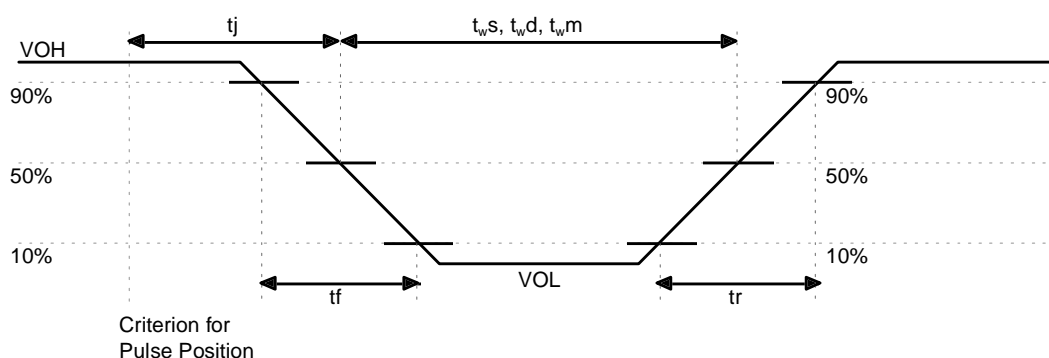 tj
tws, twd, twm
VOH
90%
90%
50%
50%
10%
10%
VOL
tf
tr
Criterion for
Pulse Position